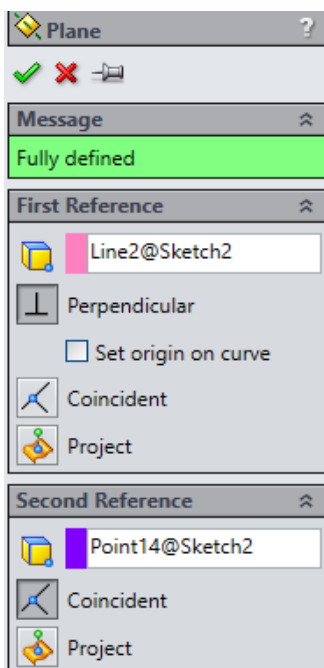 Plane ?
Message
Fully defined
First Reference
Line2@Sketch2
Perpendicular
Set origin on curve
Coincident
Project
Second Reference
Point14@Sketch2
Coincident
Project